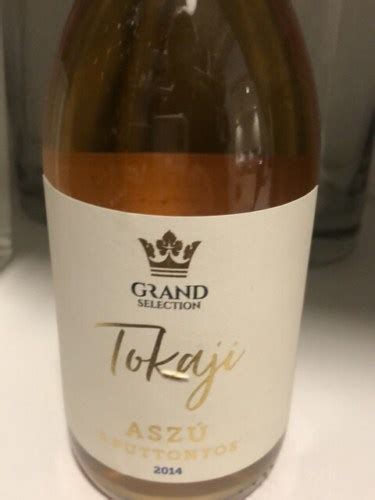 GRAND
SELECTION
Tokaji
ASZÚ
PUTTONYOS
2014